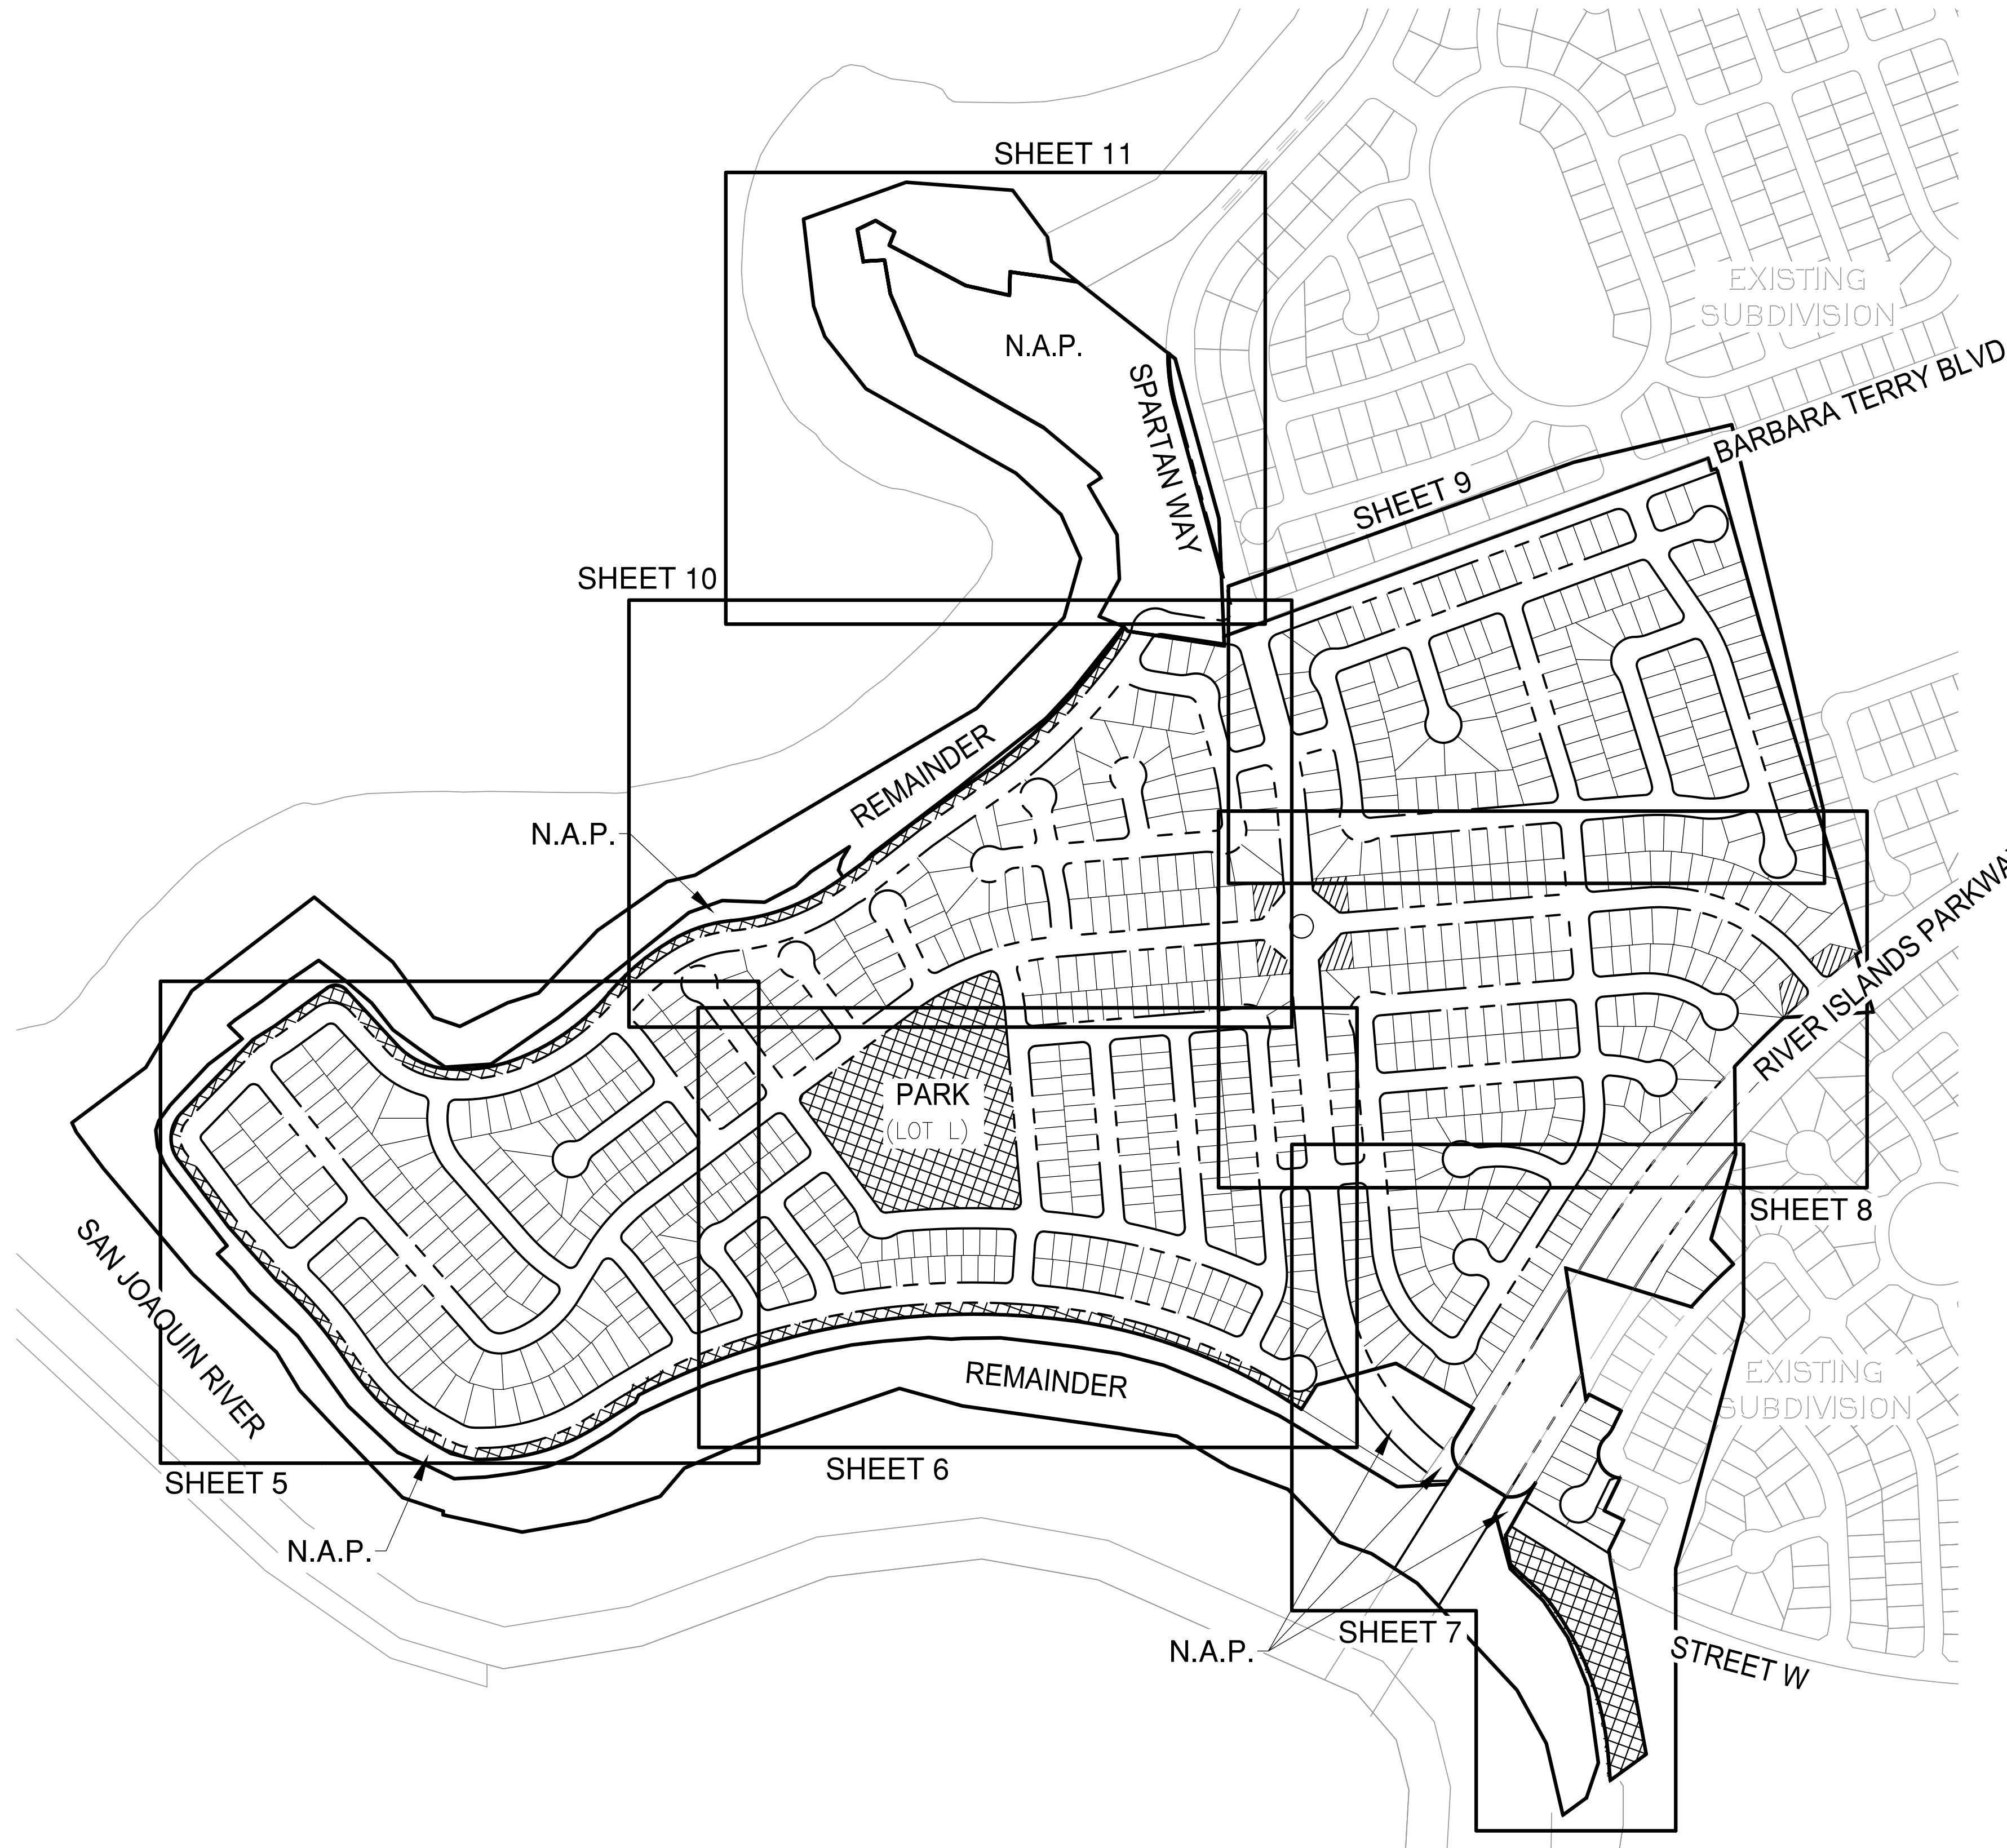 SHEET 11
EXISTING
SUBDIVISION
N.A.P.
BARBARA TERRY BLVD
SPARTAN WAY
SHEET 9
SHEET 10
REMAINDER
N.A.P.
RIVER ISLANDS PARKWAY
PARK
(LOT L)
SHEET 8
SAN JOAQUIN RIVER
REMAINDER
EXISTING
SUBDIVISION
SHEET 5
SHEET 6
N.A.P.
SHEET 7
N.A.P.
STREET W